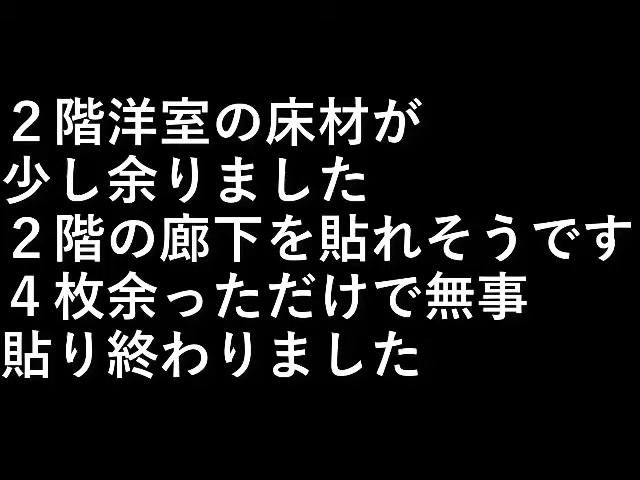 ２階洋室の床材が
少し余りました
２階の廊下を貼れそうです
４枚余っただけで無事
貼り終わりました